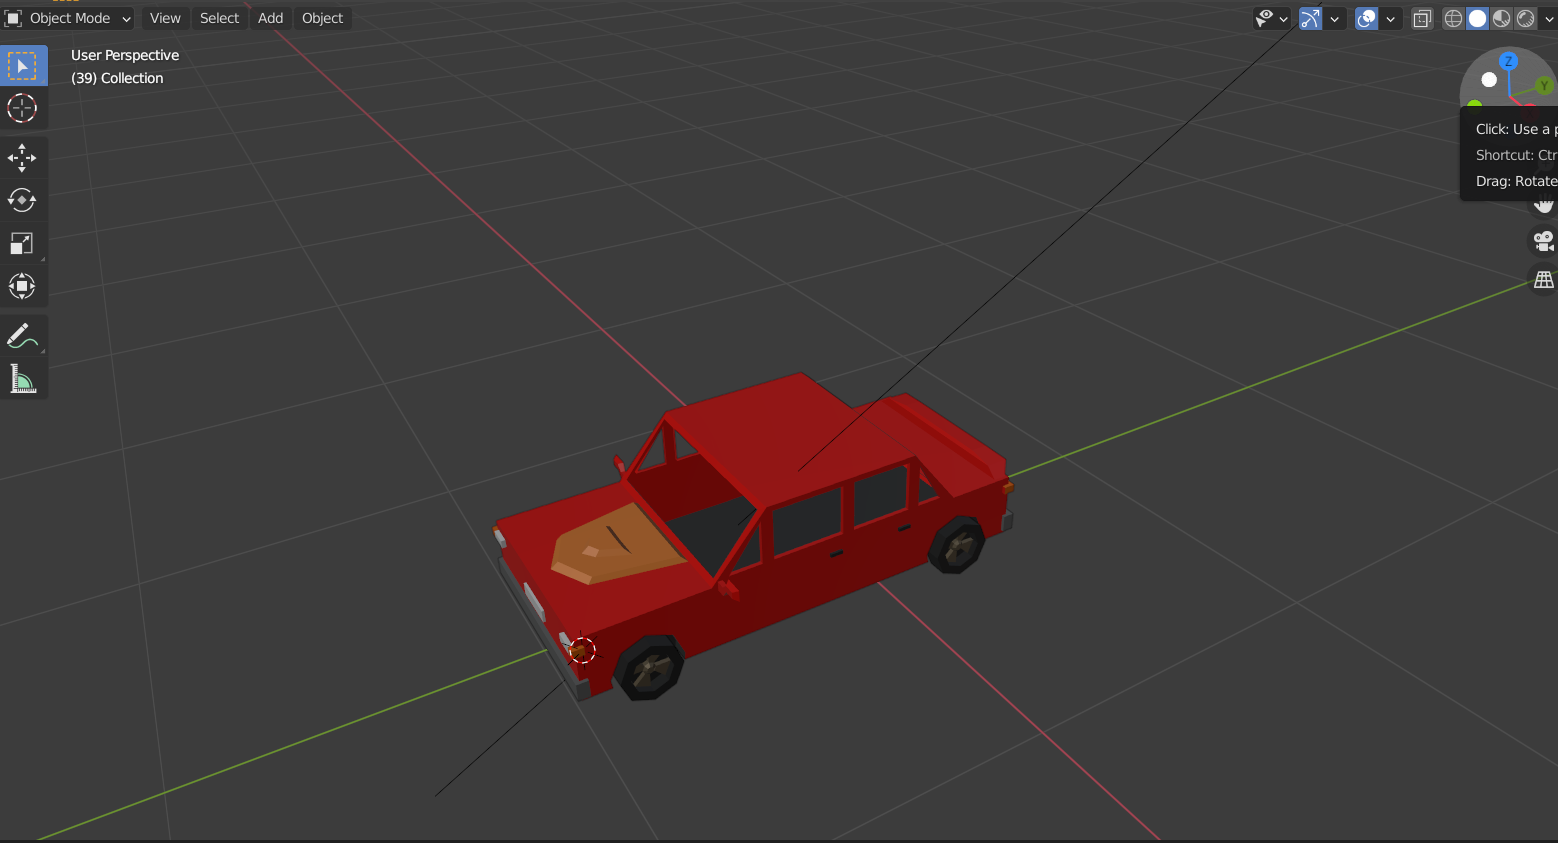 Object Mode View Select Add Object
User Perspective
(39) Collection
Z
Y
Click: Use a
Shortcut: Ctr
Drag: Rotate